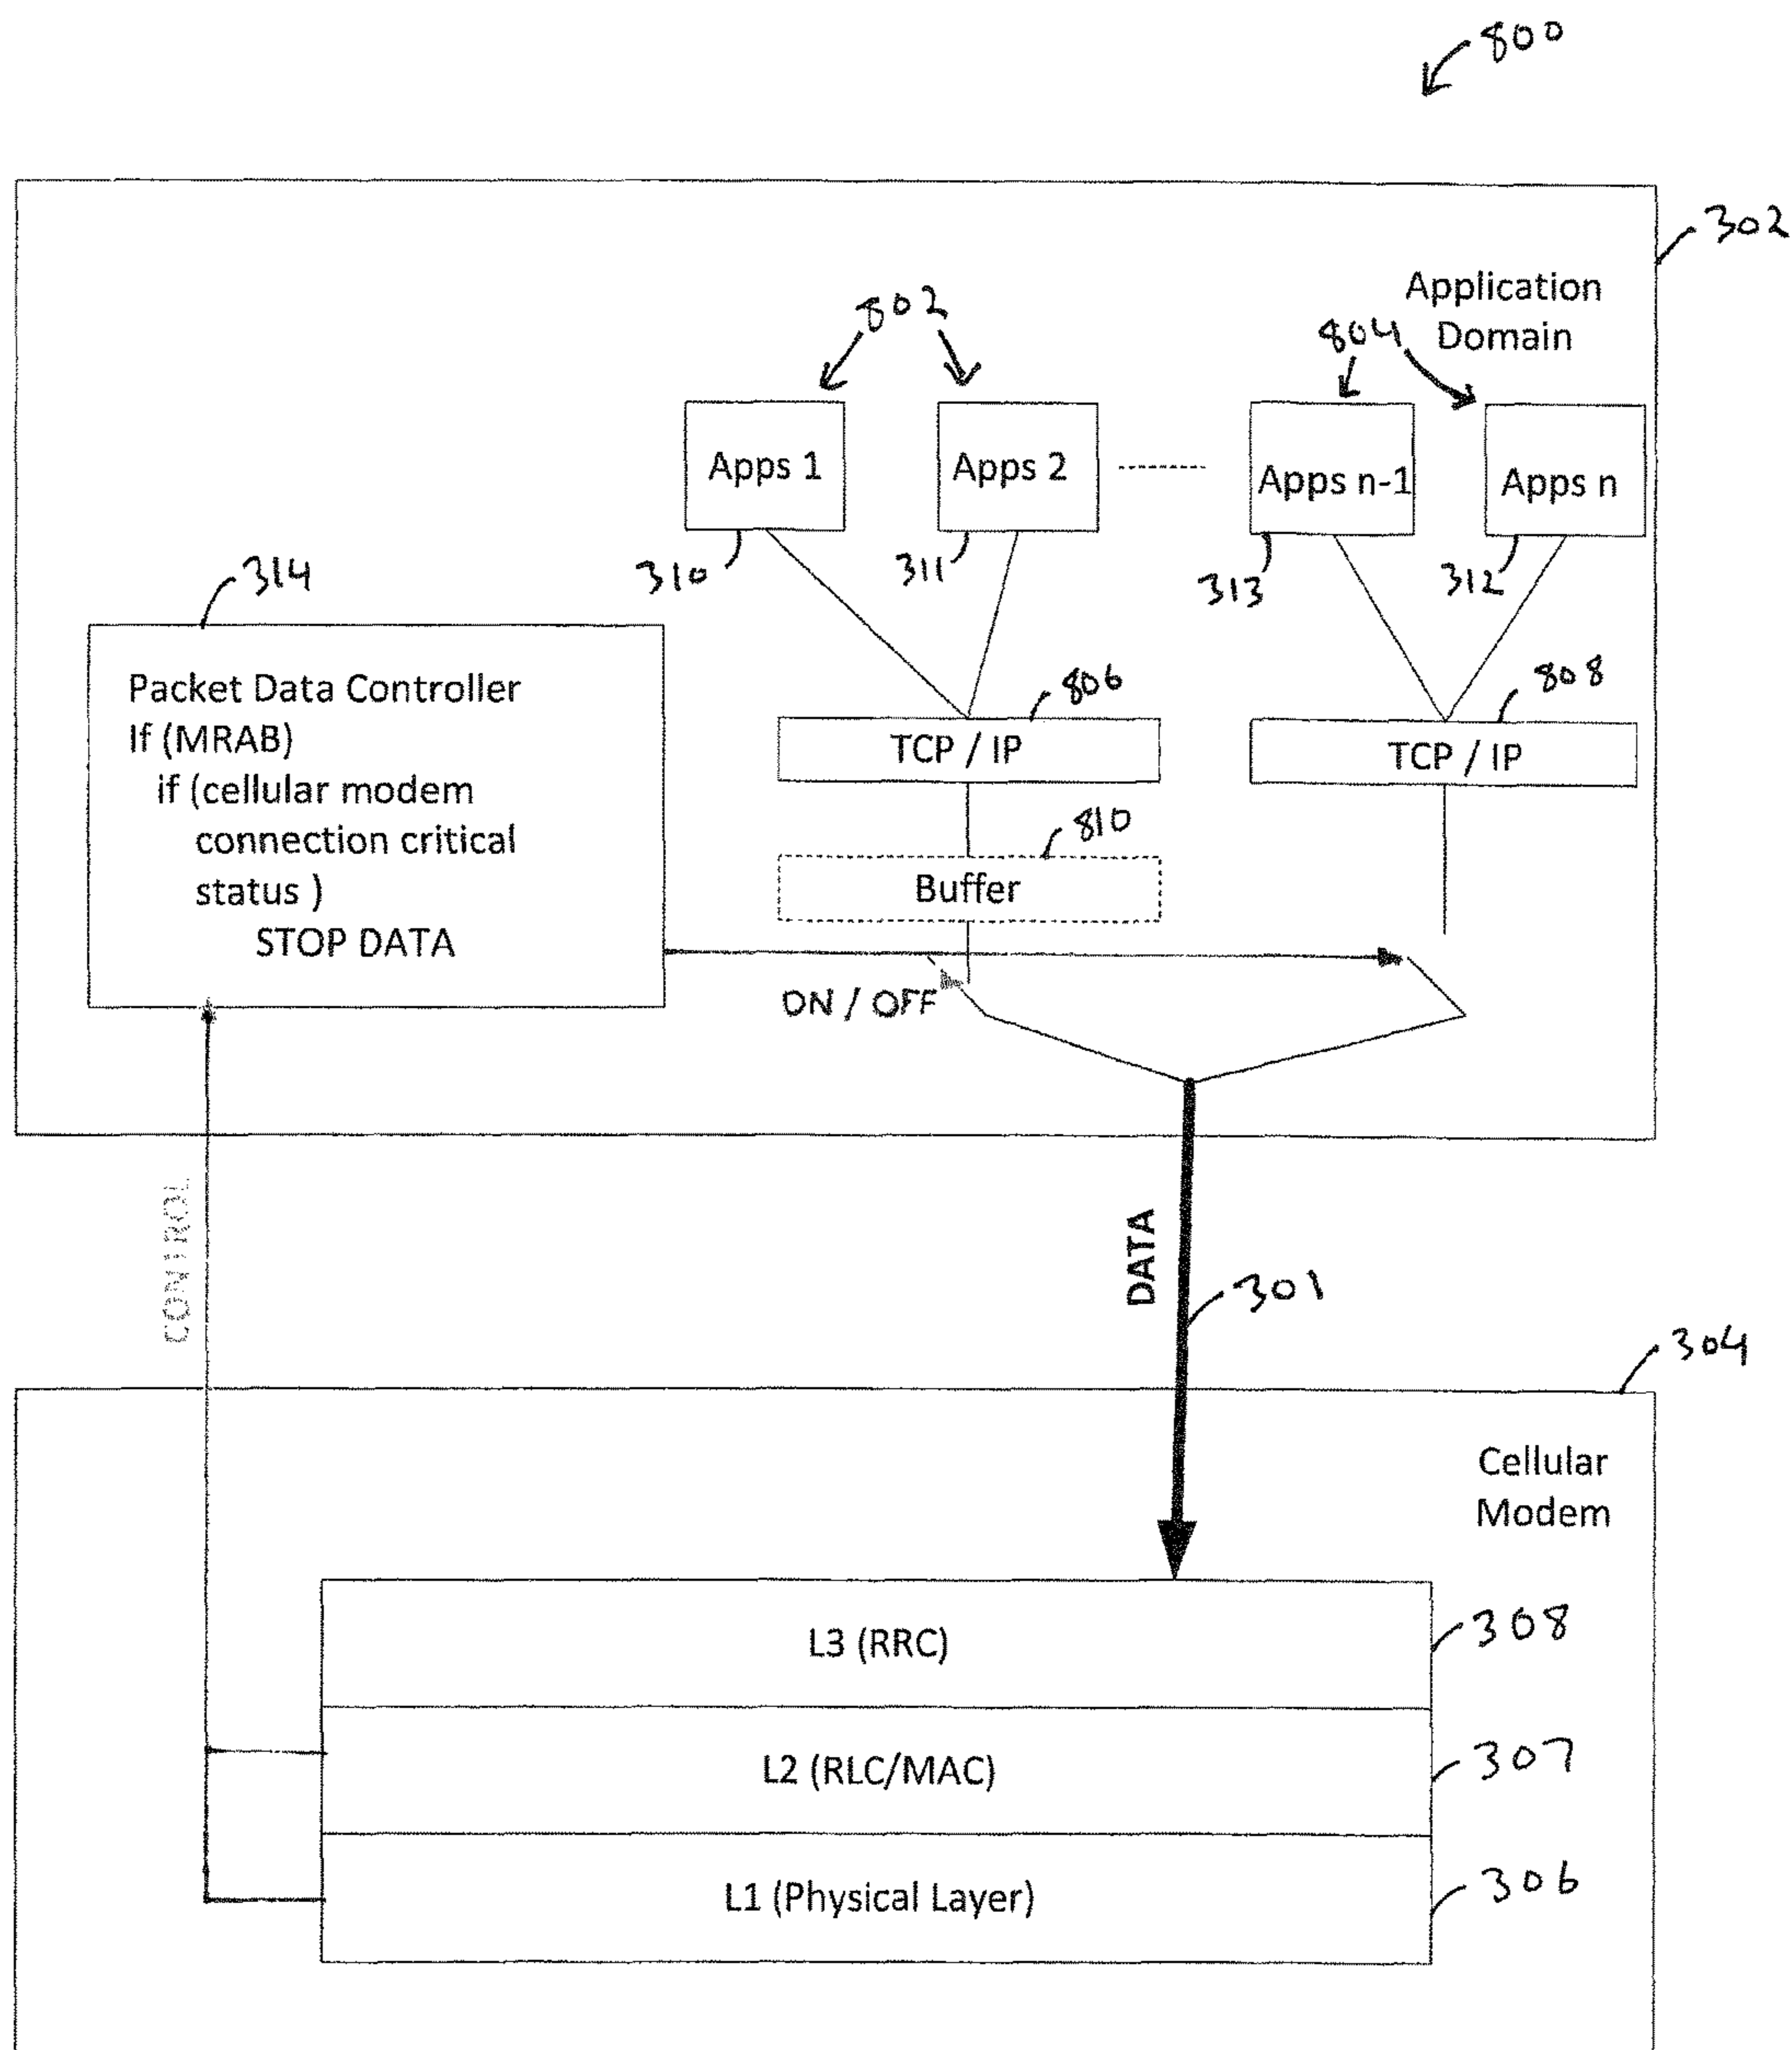 800
302
Application
Domain
802
804
Apps 1
Apps 2
Apps n-1
Apps n
310
311
313
312
314
Packet Data Controller
If (MRAB)
if (cellular modem
connection critical
status )
STOP DATA
806
TCP / IP
808
TCP / IP
810
Buffer
ON / OFF
CONTROL
DATA
301
304
Cellular
Modem
L3 (RRC)
308
L2 (RLC/MAC)
307
L1 (Physical Layer)
306